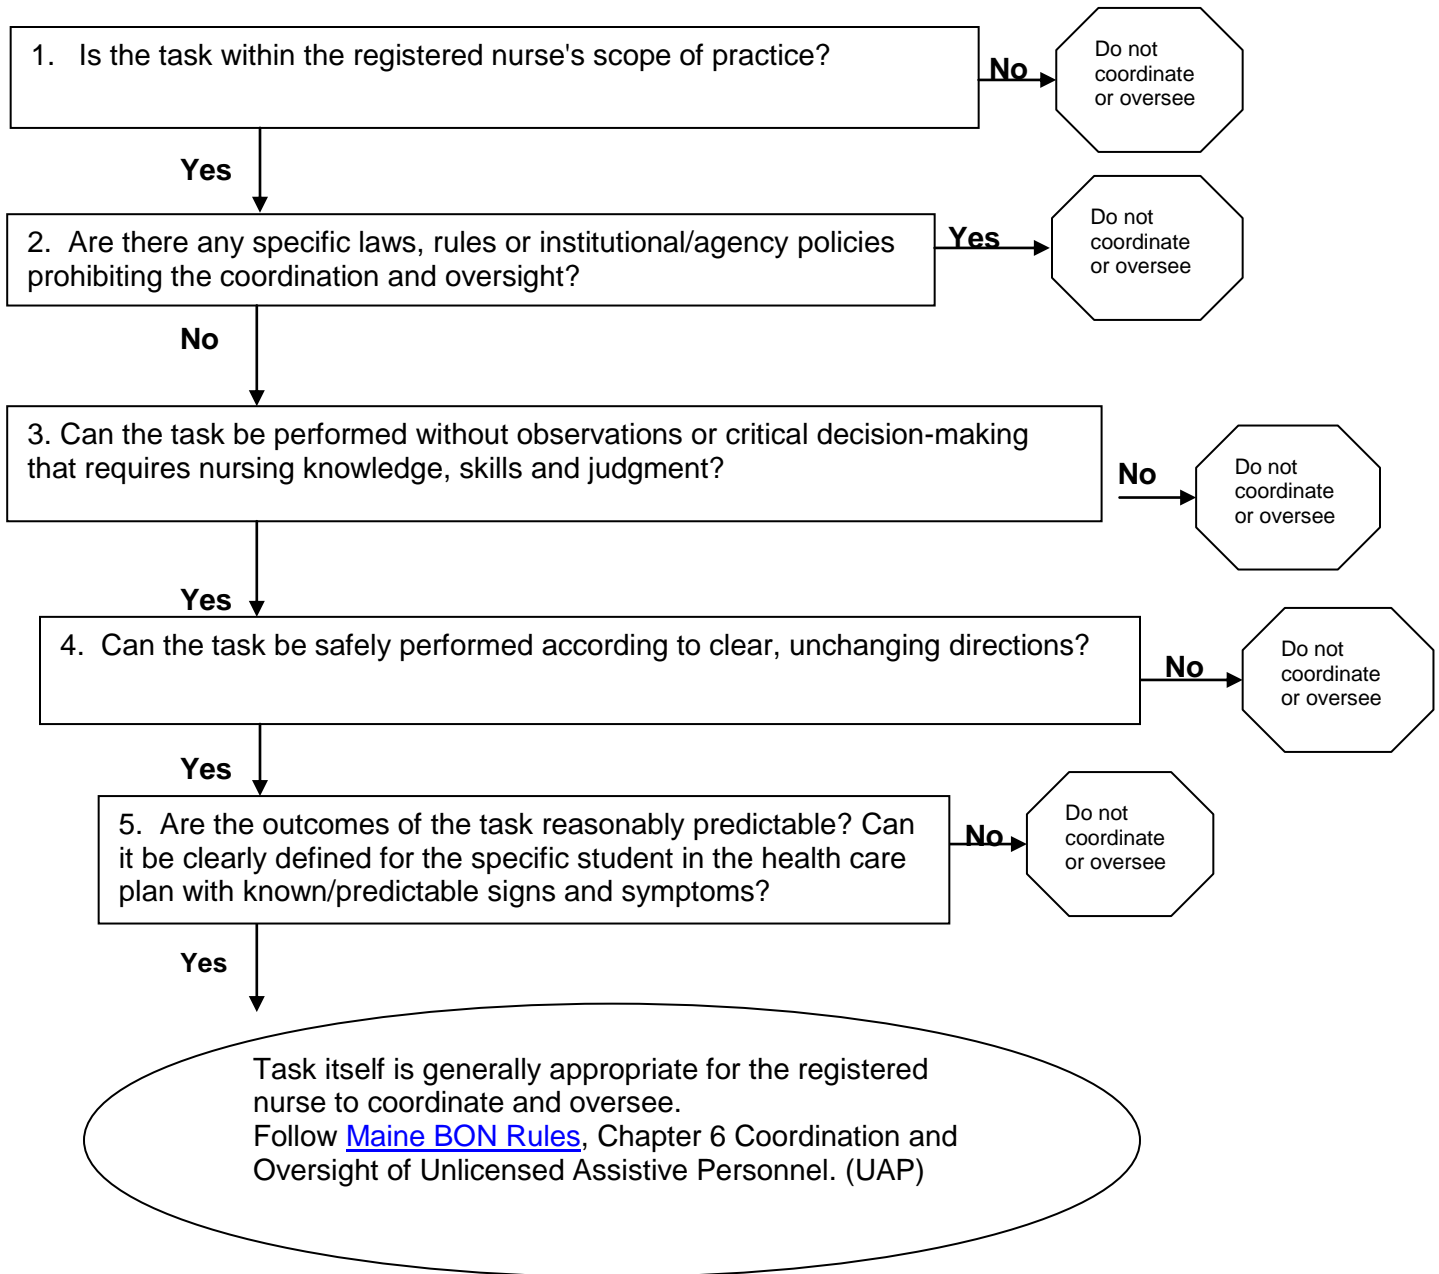 1. Is the task within the registered nurse's scope of practice?
No
Do not
coordinate
or oversee
Yes
2. Are there any specific laws, rules or institutional/agency policies
prohibiting the coordination and oversight?
Yes
Do not
coordinate
or oversee
No
3. Can the task be performed without observations or critical decision-making
that requires nursing knowledge, skills and judgment?
No
Do not
coordinate
or oversee
Yes
4. Can the task be safely performed according to clear, unchanging directions?
No
Do not
coordinate
or oversee
Yes
5. Are the outcomes of the task reasonably predictable? Can
it be clearly defined for the specific student in the health care
plan with known/predictable signs and symptoms?
No
Do not
coordinate
or oversee
Yes
Task itself is generally appropriate for the registered
nurse to coordinate and oversee.
Follow Maine BON Rules, Chapter 6 Coordination and
Oversight of Unlicensed Assistive Personnel. (UAP)